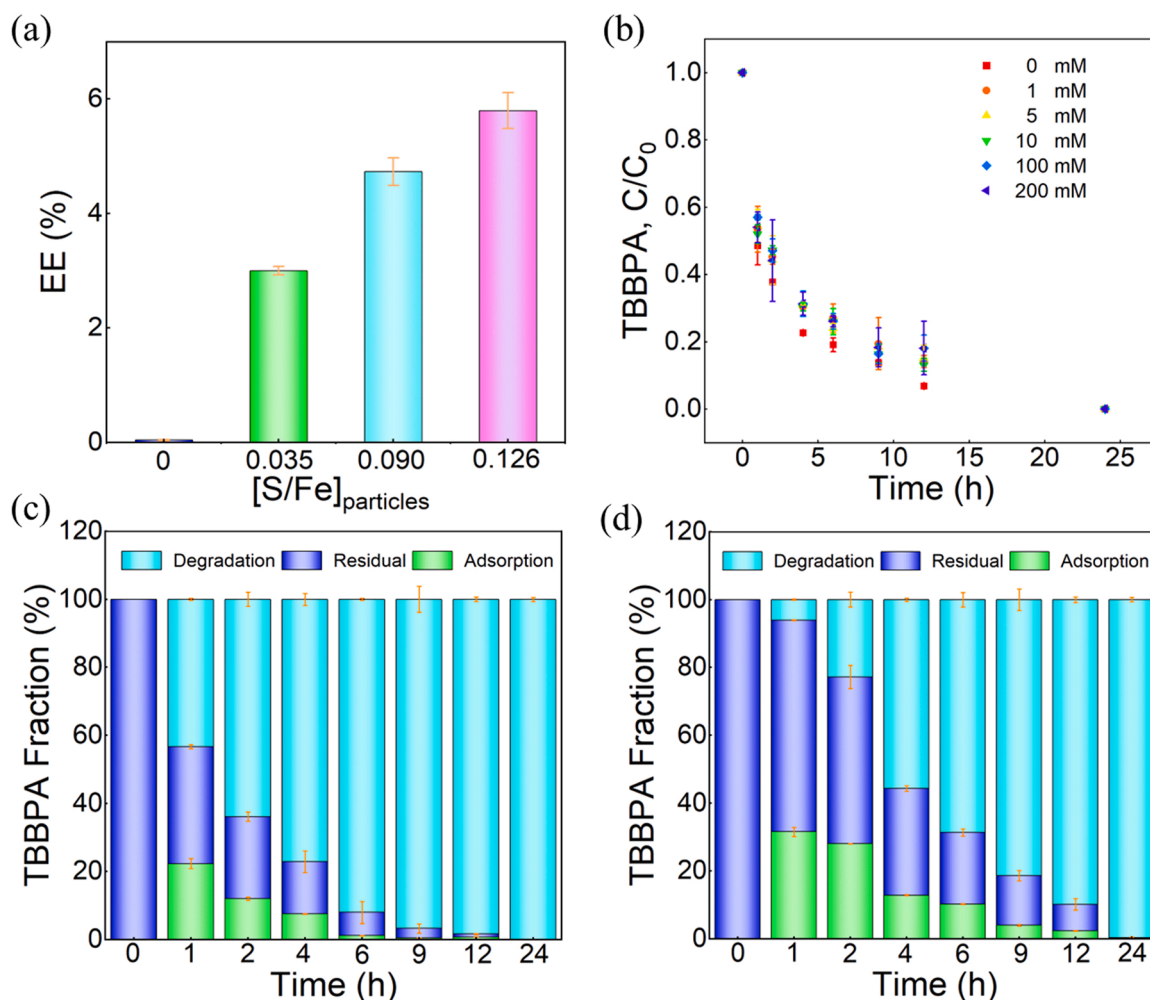 (a)
EE (%)
6
4
2
0
0 0.035 0.090 0.126
[S/Fe]particles
(b)
TBBPA, C/C0
1.0
0.8
0.6
0.4
0.2
0.0
0 mM
1 mM
5 mM
10 mM
100 mM
200 mM
0 5 10 15 20 25
Time (h)
(c)
TBBPA Fraction (%)
120
100
80
60
40
20
0
Degradation Residual Adsorption
0 1 2 4 6 9 12 24
Time (h)
(d)
TBBPA Fraction (%)
120
100
80
60
40
20
0
Degradation Residual Adsorption
0 1 2 4 6 9 12 24
Time (h)